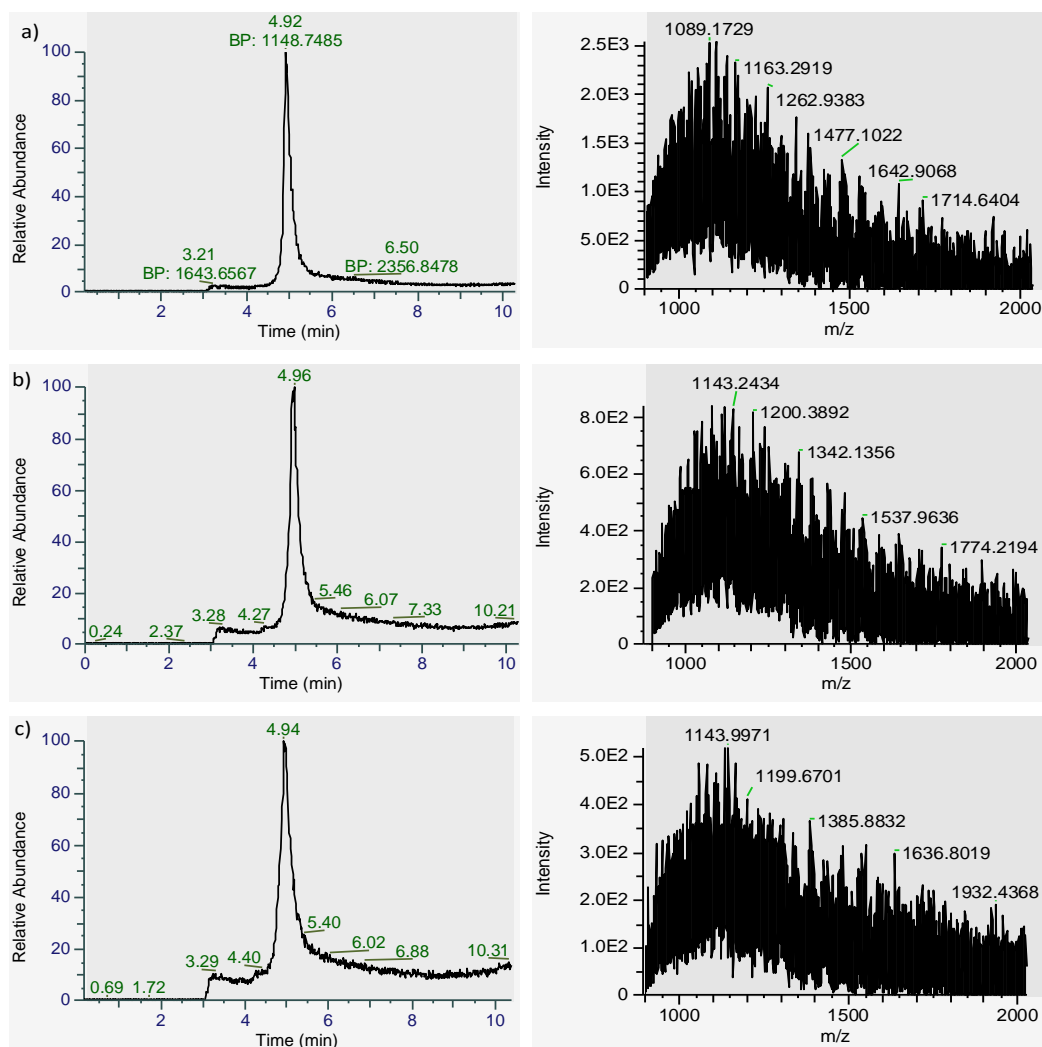 a)
4.92
BP: 1148.7485
3.21
BP: 1643.6567
6.50
BP: 2356.8478
100
80
60
40
20
0
2 4 6 8 10
Relative Abundance
Time (min)
1089.1729
1163.2919
1262.9383
1477.1022
1642.9068
1714.6404
2.5E3
2.0E3
1.5E3
1.0E3
5.0E2
0
1000 1500 2000
Intensity
m/z
b)
4.96
5.46
6.07
7.33
10.21
3.28
4.27
0.24
2.37
100
80
60
40
20
0
0 2 4 6 8 10
Relative Abundance
Time (min)
1143.2434
1200.3892
1342.1356
1537.9636
1774.2194
8.0E2
6.0E2
4.0E2
2.0E2
0
1000 1500 2000
Intensity
m/z
c)
4.94
5.40
6.02
6.88
10.31
3.29
4.40
0.69
1.72
100
80
60
40
20
0
2 4 6 8 10
Relative Abundance
Time (min)
1143.9971
1199.6701
1385.8832
1636.8019
1932.4368
5.0E2
4.0E2
3.0E2
2.0E2
1.0E2
0
1000 1500 2000
Intensity
m/z